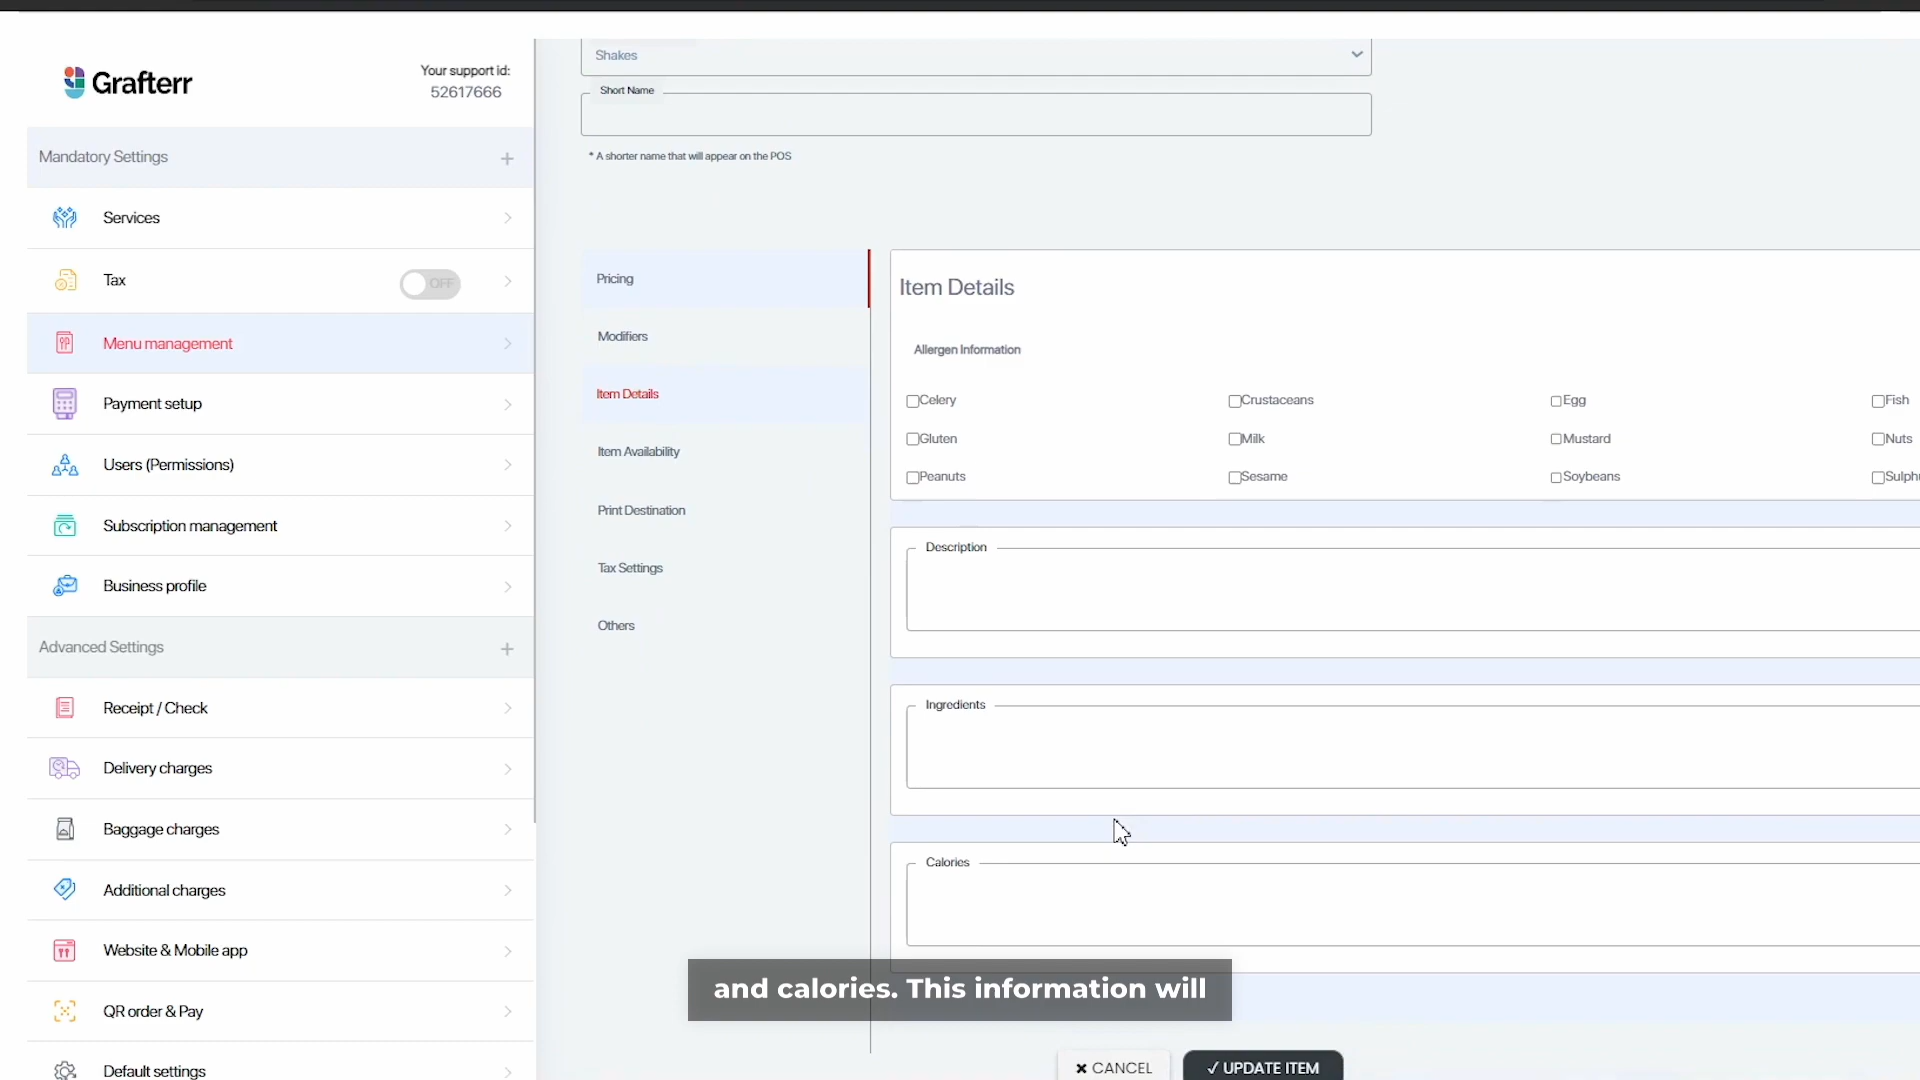 Grafterr
Your support id:
52617666
Mandatory Settings
Services
Tax
OFF
Menu management
Payment setup
Users (Permissions)
Subscription management
Business profile
Advanced Settings
Receipt / Check
Delivery charges
Baggage charges
Additional charges
Website & Mobile app
QR order & Pay
Default settings
Shakes
Short Name
* A shorter name that will appear on the POS
Pricing
Modifiers
Item Details
Item Availability
Print Destination
Tax Settings
Others
Item Details
Allergen Information
Celery Crustaceans Egg Fish
Gluten Milk Mustard Nuts
Peanuts Sesame Soybeans
Description
Ingredients
Calories
and calories. This information will
CANCEL
UPDATE ITEM